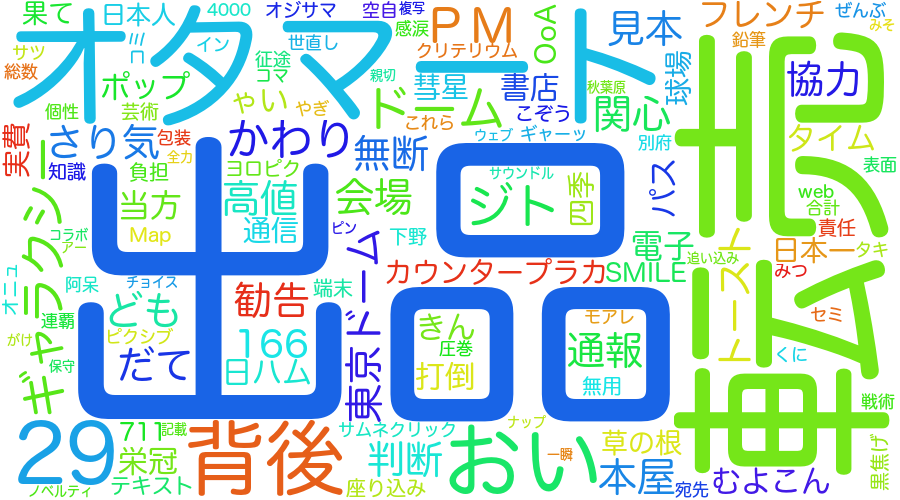 果て
日本人
4000
オジサマ
空自
複写
PM
フレンチ
ぜんぶ
みそ
オタマート
ミコ
イン
世直し
感涙
クリテリウム
OoA
見本
鉛筆
サツ
総数
ポップ
征途
コマ
親切
彗星
書店
秋葉原
球場
協力
転売
個性
芸術
ゃい
やぎ
これら
ドーム
こぞう
関心
実費
さり気
包装
全力
かわり
無断
ウェブ
ギャーッ
別府
タイム
知識
負担
ヨロピク
サウンドル
表面
出品
当方
高値
会場
ジト
四季
パス
web
合計
コラボ
アー
Map
通信
ピン
下野
電子
追い込み
日本一
責任
タキ
ギャラクシー
オニュ
阿呆
チョイス
カウンタープラカ
SMILE
みつ
連覇
ども
勧告
端末
東京ドーム
トースト
セミ
がけ
ピクシブ
166
きん
モアレ
圧巻
通報
くに
保守
だて
日ハム
打倒
無用
戦術
29
711
記載
背後
サムネクリック
ナップ
おい
一瞬
草の根
黒焦げ
栄冠
判断
本屋
むよこん
ノベルティ
テキスト
座り込み
宛先